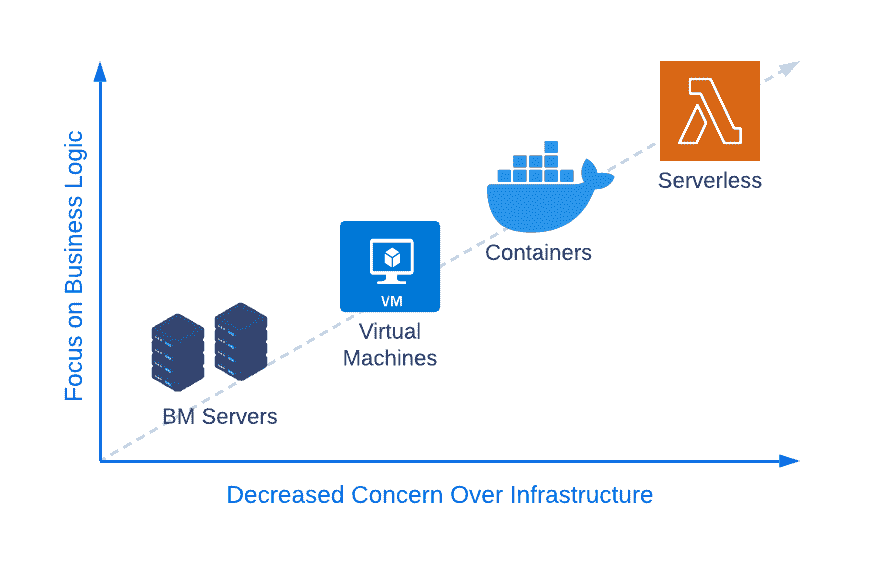 Focus on Business Logic
Serverless
Containers
VM
Virtual
Machines
BM Servers
Decreased Concern Over Infrastructure